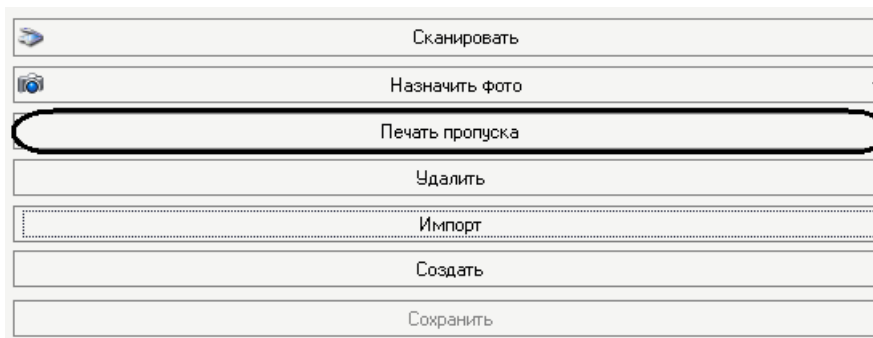 Сканировать
Назначить фото
Печать пропуска
Удалить
Импорт
Создать
Сохранить